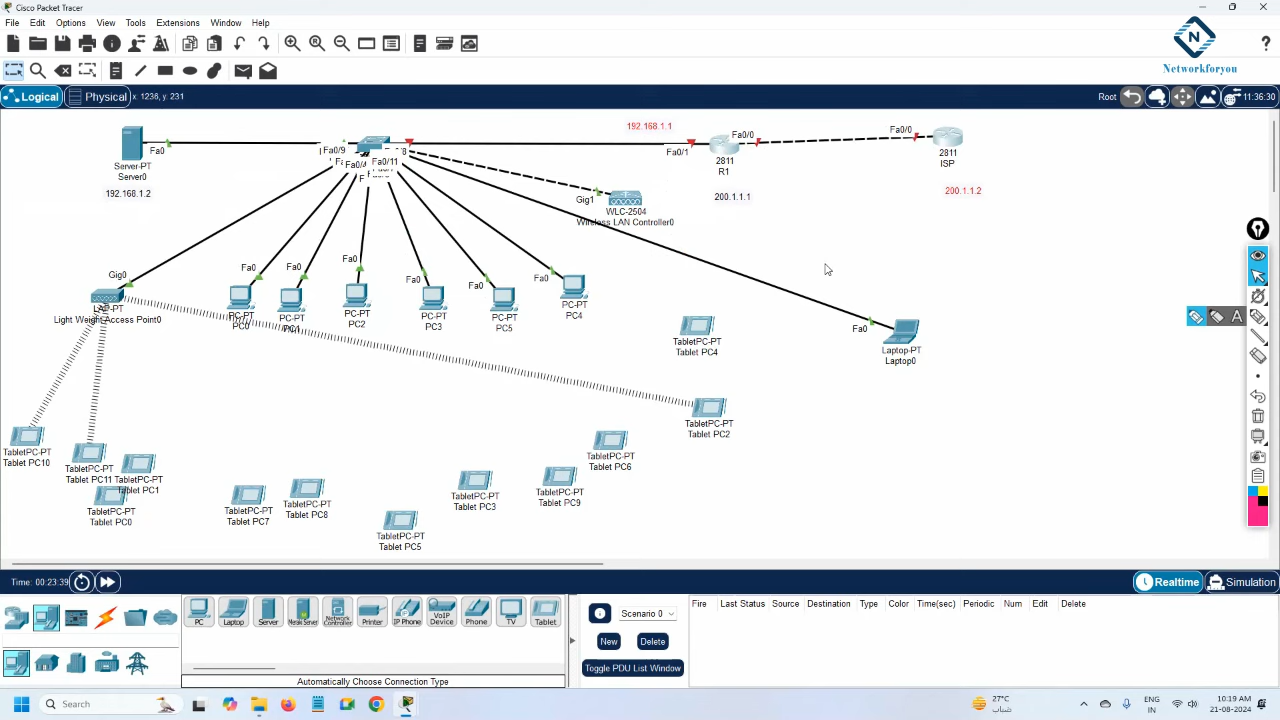 Cisco Packet Tracer
File Edit Options View Tools Extensions Window Help
N
Networkforyou
Logical Physical x: 1236, y: 231 Root 11:36:30
192.168.1.1
Fa0/0
Fa0/0
Fa0
Fa0/9
Fa0/11
Fa0/1
Server-PT
Server0
192.168.1.2
2811
R1
200.1.1.1
2811
ISP
200.1.1.2
Gig1
WLC-2504
Wireless LAN Controller0
Gig0
Fa0
Fa0
Fa0
Fa0
Fa0
Fa0
LAP-PT
Light Weight Access Point0
PC-PT
PC0
PC-PT
PC1
PC-PT
PC2
PC-PT
PC3
PC-PT
PC5
PC-PT
PC4
TabletPC-PT
Tablet PC4
Fa0
Laptop-PT
Laptop0
TabletPC-PT
Tablet PC2
TabletPC-PT
Tablet PC10
TabletPC-PT
Tablet PC11
TabletPC-PT
Tablet PC1
TabletPC-PT
Tablet PC0
TabletPC-PT
Tablet PC7
TabletPC-PT
Tablet PC8
TabletPC-PT
Tablet PC5
TabletPC-PT
Tablet PC3
TabletPC-PT
Tablet PC9
TabletPC-PT
Tablet PC6
A
Time: 00:23:39 Realtime Simulation
PC Laptop Server Meraki Server Network Controller Printer IP Phone VoIP Device Phone TV Tablet
Automatically Choose Connection Type
Scenario 0
New Delete
Toggle PDU List Window
Fire Last Status Source Destination Type Color Time(sec) Periodic Num Edit Delete
Search
27°C
ضباب
ENG
IN
10:19 AM
21-08-2024